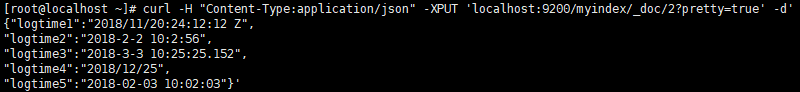 [root@localhost ~]# curl -H "Content-Type:application/json" -XPUT 'localhost:9200/myindex/_doc/2?pretty=true' -d'
{"logtime1":"2018/11/20:24:12:12 Z",
"logtime2":"2018-2-2 10:2:56",
"logtime3":"2018-3-3 10:25:25.152",
"logtime4":"2018/12/25",
"logtime5":"2018-02-03 10:02:03"}'